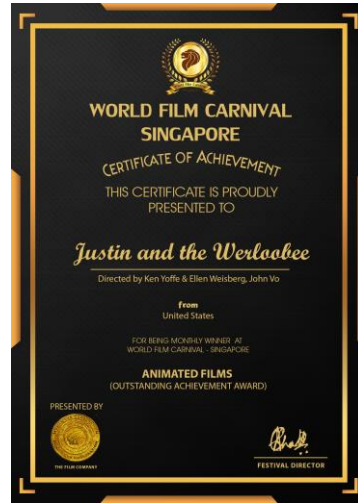 WORLD FILM CARNIVAL
SINGAPORE
CERTIFICATE OF ACHIEVEMENT
THIS CERTIFICATE IS PROUDLY
PRESENTED TO
Justin and the Werloobee
Directed by Ken Yoffe & Ellen Weisberg, John Vo
from
United States
FOR BEING MONTHLY WINNER AT
WORLD FILM CARNIVAL - SINGAPORE
ANIMATED FILMS
(OUTSTANDING ACHIEVEMENT AWARD)
PRESENTED BY
THE FILM COMPANY
FESTIVAL DIRECTOR